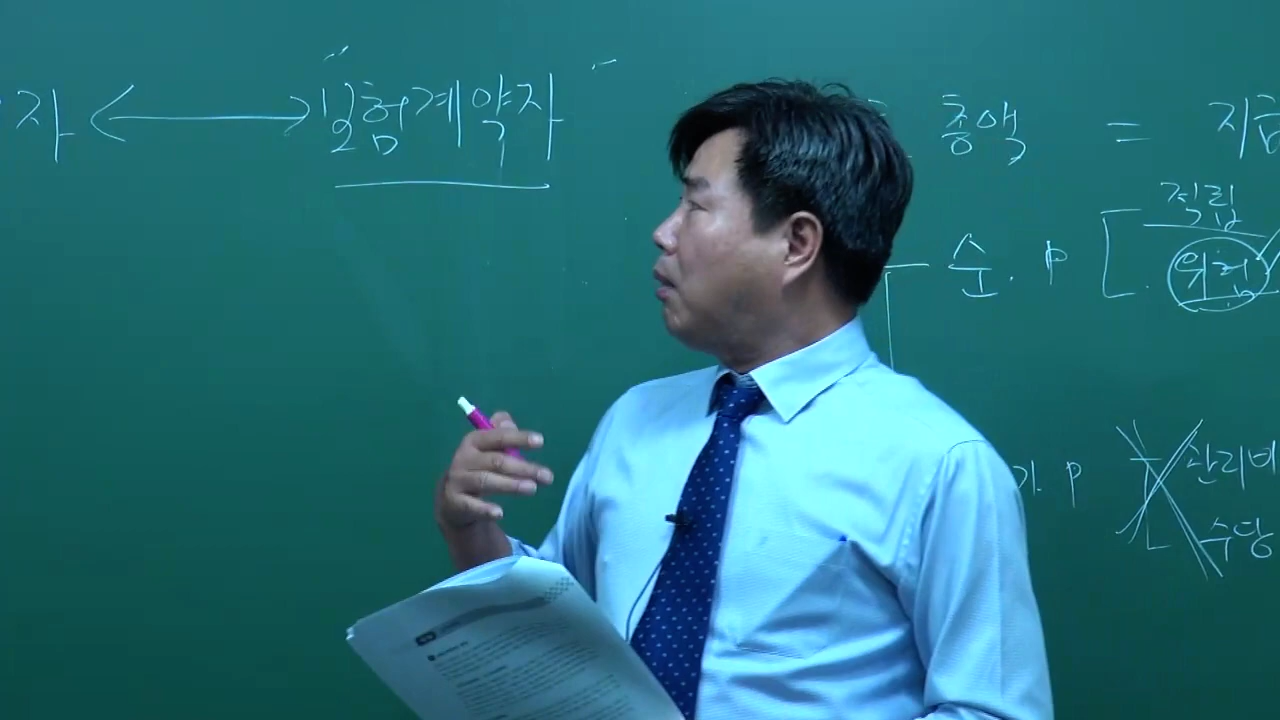 자 ↔ 보험계약자
총액 = 지급
적립
순. P [. 위험
P 관리비
수당